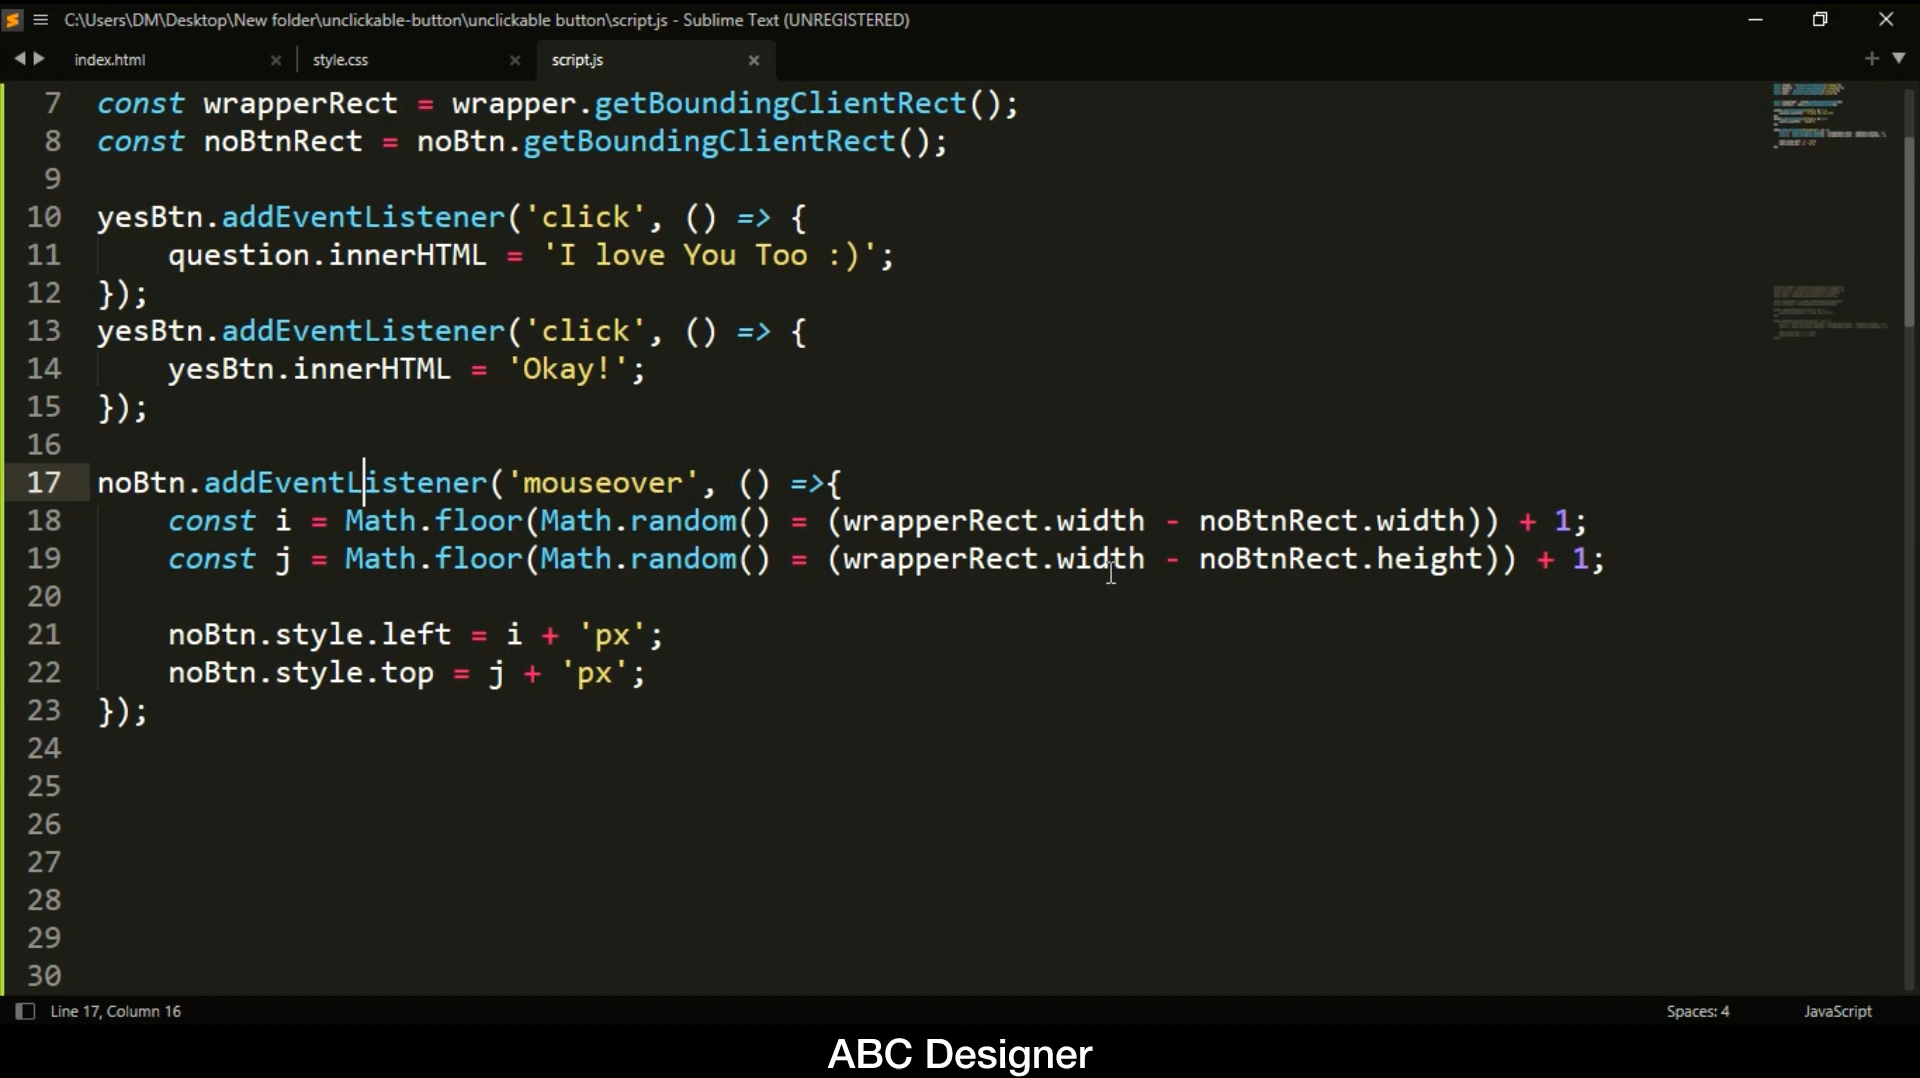 C:\Users\DM\Desktop\New folder\unclickable-button\unclickable button\script.js - Sublime Text (UNREGISTERED)
index.html style.css script.js
7 const wrapperRect = wrapper.getBoundingClientRect();
8 const noBtnRect = noBtn.getBoundingClientRect();
9
10 yesBtn.addEventListener('click', () => {
11     question.innerHTML = 'I love You Too :)';
12 });
13 yesBtn.addEventListener('click', () => {
14     yesBtn.innerHTML = 'Okay!';
15 });
16
17 noBtn.addEventListener('mouseover', () =>{
18     const i = Math.floor(Math.random() = (wrapperRect.width - noBtnRect.width)) + 1;
19     const j = Math.floor(Math.random() = (wrapperRect.width - noBtnRect.height)) + 1;
20
21     noBtn.style.left = i + 'px';
22     noBtn.style.top = j + 'px';
23 });
24
25
26
27
28
29
30
Line 17, Column 16 Spaces: 4 JavaScript
ABC Designer